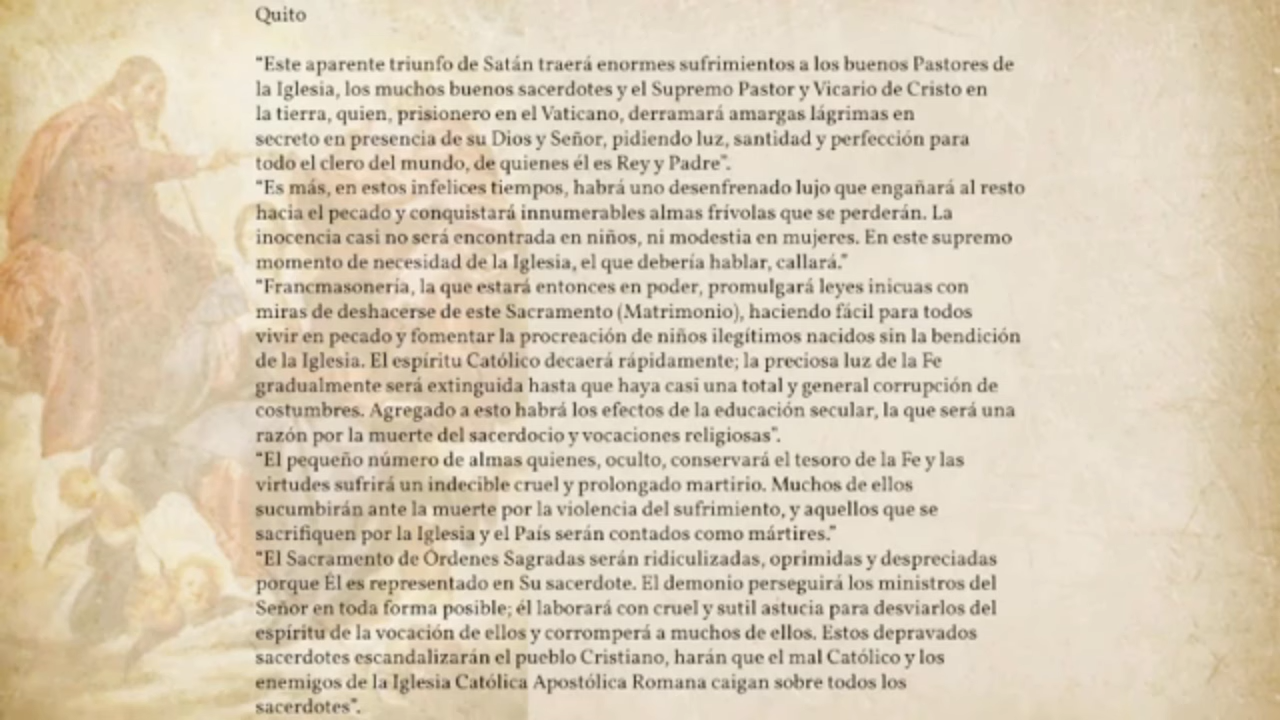 Quito
"Este aparente triunfo de Satán traerá enormes sufrimientos a los buenos Pastores de
la Iglesia, los muchos buenos sacerdotes y el Supremo Pastor y Vicario de Cristo en
la tierra, quien, prisionero en el Vaticano, derramará amargas lágrimas en
secreto en presencia de su Dios y Señor, pidiendo luz, santidad y perfección para
todo el clero del mundo, de quienes él es Rey y Padre".
"Es más, en estos infelices tiempos, habrá uno desenfrenado lujo que engañará al resto
hacia el pecado y conquistará innumerables almas frívolas que se perderán. La
inocencia casi no será encontrada en niños, ni modestia en mujeres. En este supremo
momento de necesidad de la Iglesia, el que debería hablar, callará."
"Francmasonería, la que estará entonces en poder, promulgará leyes inicuas con
miras de deshacerse de este Sacramento (Matrimonio), haciendo fácil para todos
vivir en pecado y fomentar la procreación de niños ilegítimos nacidos sin la bendición
de la Iglesia. El espíritu Católico decaerá rápidamente; la preciosa luz de la Fe
gradualmente será extinguida hasta que haya casi una total y general corrupción de
costumbres. Agregado a esto habrá los efectos de la educación secular, la que será una
razón por la muerte del sacerdocio y vocaciones religiosas".
"El pequeño número de almas quienes, oculto, conservará el tesoro de la Fe y las
virtudes sufrirá un indecible cruel y prolongado martirio. Muchos de ellos
sucumbirán ante la muerte por la violencia del sufrimiento, y aquellos que se
sacrifiquen por la Iglesia y el País serán contados como mártires."
"El Sacramento de Órdenes Sagradas serán ridiculizadas, oprimidas y despreciadas
porque Él es representado en Su sacerdote. El demonio perseguirá los ministros del
Señor en toda forma posible; él laborará con cruel y sutil astucia para desviarlos del
espíritu de la vocación de ellos y corromperá a muchos de ellos. Estos depravados
sacerdotes escandalizarán el pueblo Cristiano, harán que el mal Católico y los
enemigos de la Iglesia Católica Apostólica Romana caigan sobre todos los
sacerdotes".